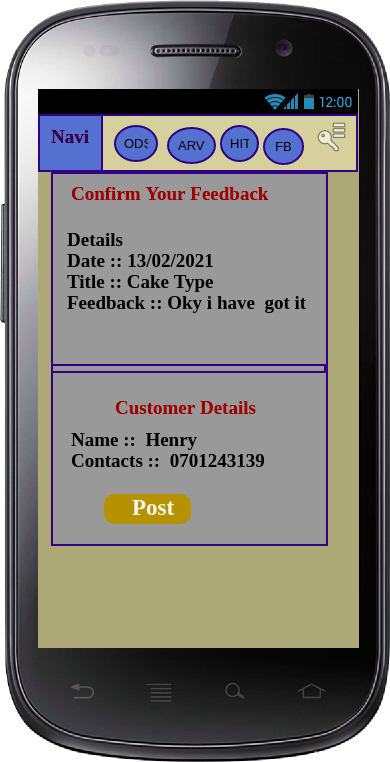 12:00
Navi
ODS ARV HIT FB
Confirm Your Feedback
Details
Date :: 13/02/2021
Title :: Cake Type
Feedback :: Oky i have got it
Customer Details
Name :: Henry
Contacts :: 0701243139
Post